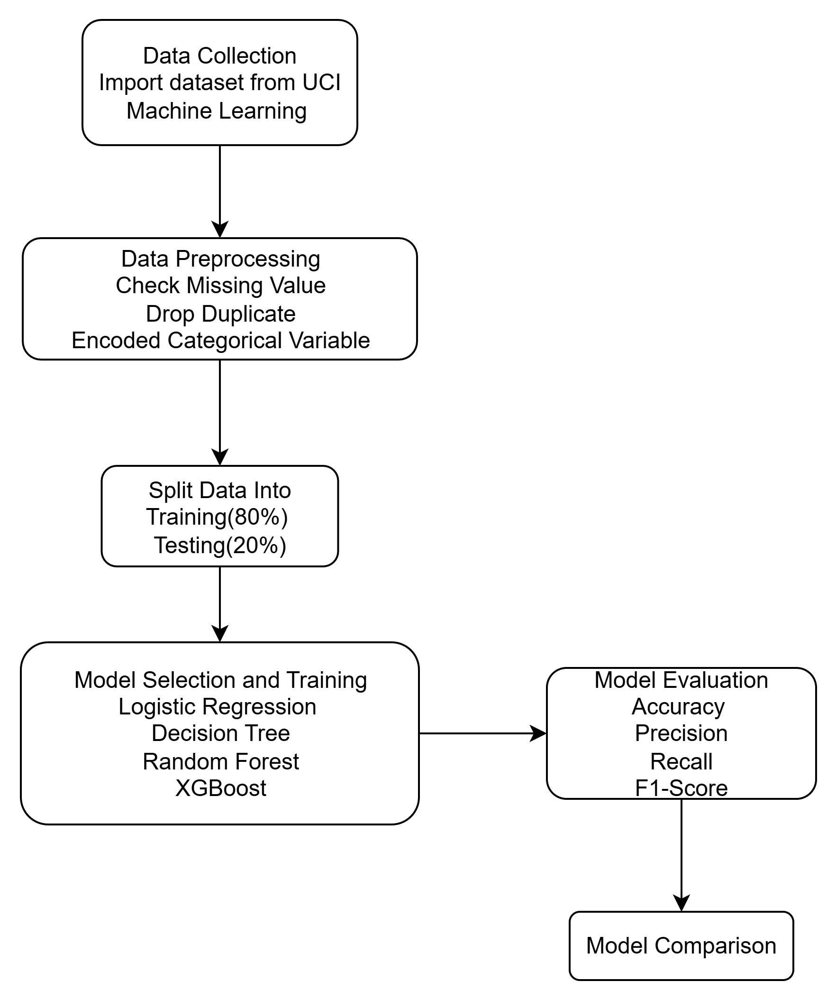 Data Collection
Import dataset from UCI
Machine Learning
Data Preprocessing
Check Missing Value
Drop Duplicate
Encoded Categorical Variable
Split Data Into
Training(80%)
Testing(20%)
Model Selection and Training
Logistic Regression
Decision Tree
Random Forest
XGBoost
Model Evaluation
Accuracy
Precision
Recall
F1-Score
Model Comparison